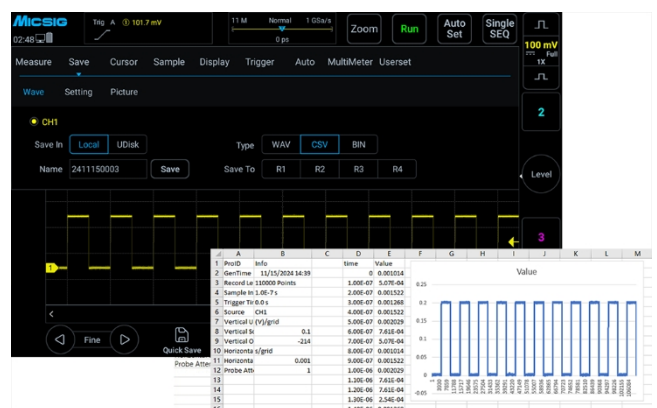 MICSIG
Trig A ① 101.7 mV
11 M Normal 1 GSa/s
0 ps
Zoom
Run
Auto Set
Single SEQ
02:48
100 mV
Full
1X
Measure Save Cursor Sample Display Trigger Auto MultiMeter Userset
Wave Setting Picture
2
CH1
Save In Local UDisk Type WAV CSV BIN
Name 2411150003 Save Save To R1 R2 R3 R4
Level
1
3
Fine
Quick Save
Probe Atte
A B C D E F G H I J K L M
1 ProID Info time Value
2 GenTime 11/15/2024 14:39 0 0.001014
3 Record Le 110000 Points 1.00E-07 5.07E-04
4 Sample In 1.0E-7 s 2.00E-07 0.001522
5 Trigger Tir 0.0 s 3.00E-07 0.001268
6 Source CH1 4.00E-07 0.001522
7 Vertical U (V)/grid 5.00E-07 0.002029
8 Vertical Sc 0.1 6.00E-07 7.61E-04
9 Vertical O -214 7.00E-07 5.07E-04
10 Horizonta s/grid 8.00E-07 0.001014
11 Horizonta 0.001 9.00E-07 0.001522
12 Probe Atte 1 1.00E-06 0.002029
13 1.10E-06 7.61E-04
14 1.20E-06 7.61E-04
15 1.30E-06 2.54E-04
Value
0.25
0.2
0.15
0.1
0.05
-0.05